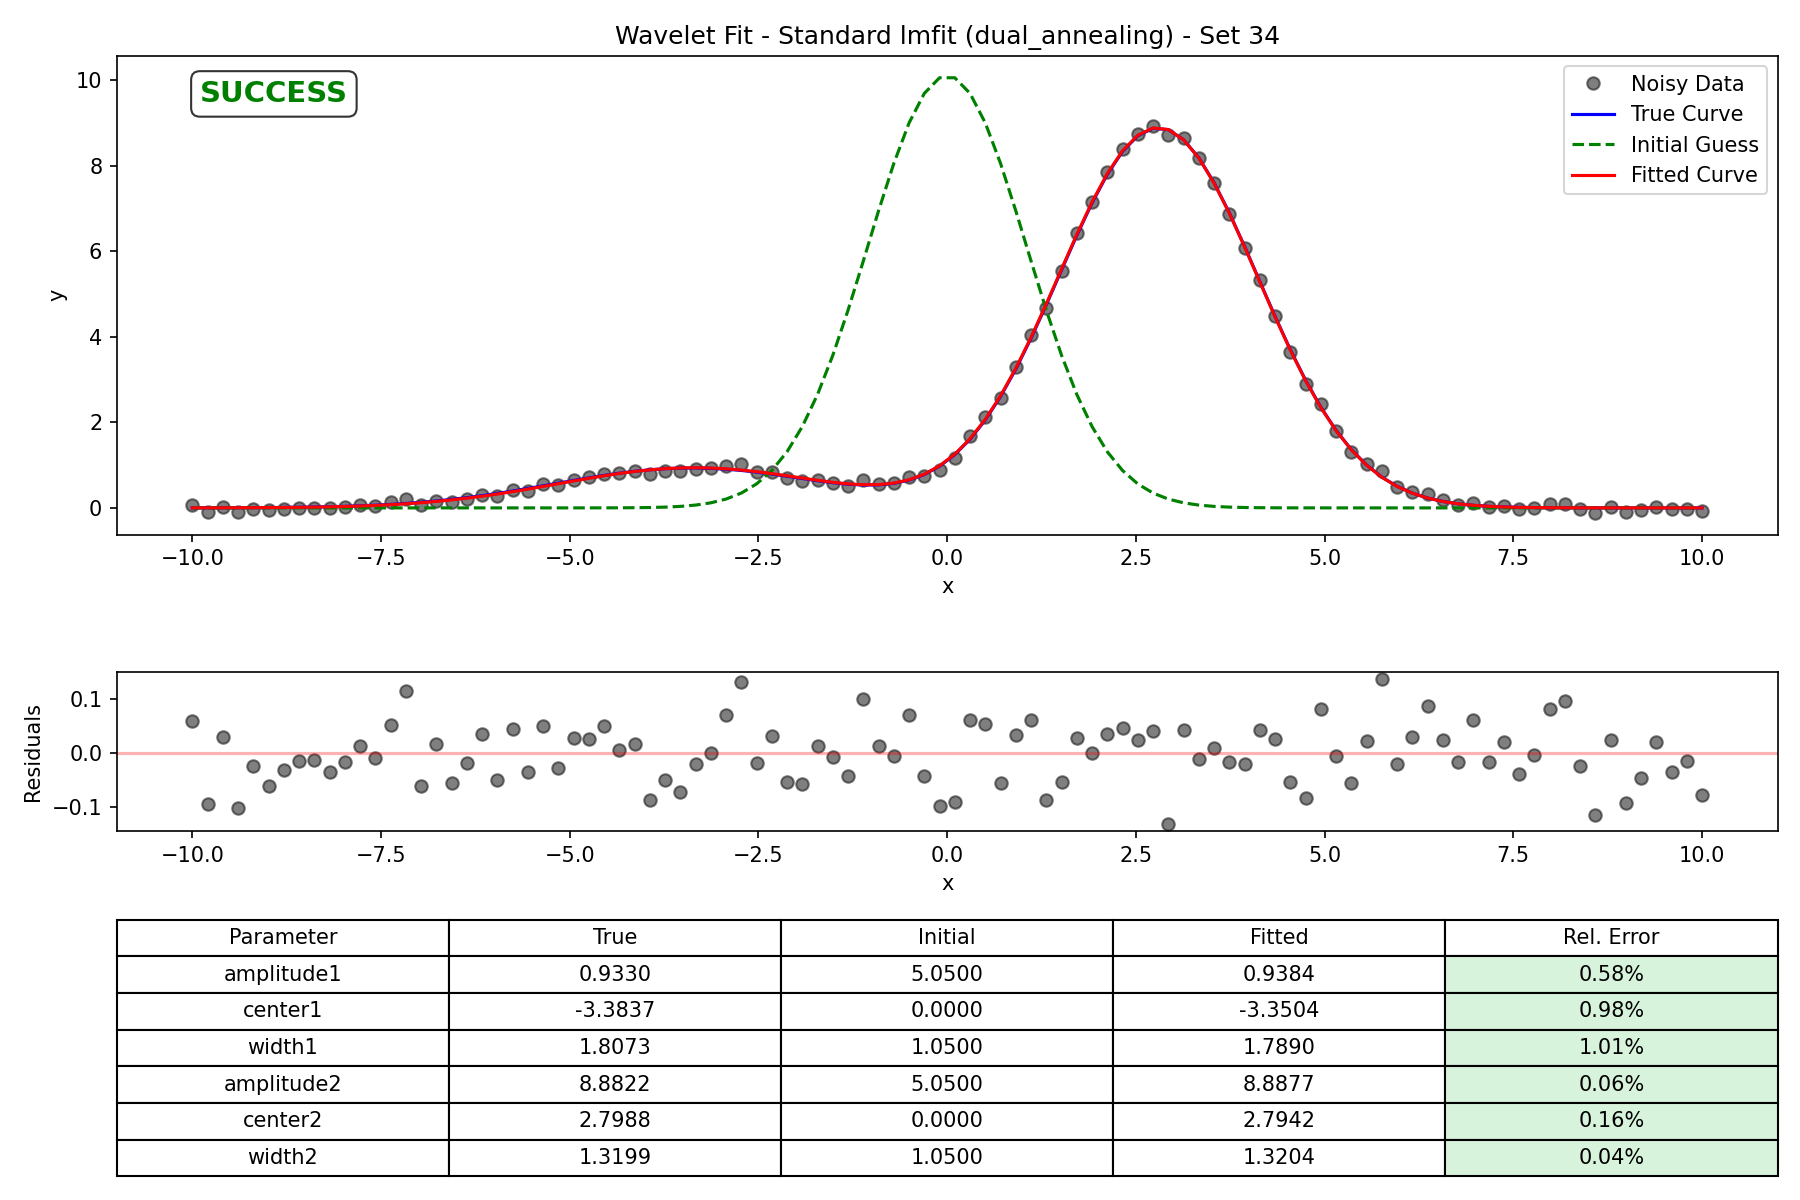 Wavelet Fit - Standard lmfit (dual_annealing) - Set 34
SUCCESS
Noisy Data
True Curve
Initial Guess
Fitted Curve
10
8
6
4
2
0
y
−10.0 −7.5 −5.0 −2.5 0.0 2.5 5.0 7.5 10.0
x
0.1
0.0
−0.1
Residuals
−10.0 −7.5 −5.0 −2.5 0.0 2.5 5.0 7.5 10.0
x
Parameter True Initial Fitted Rel. Error
amplitude1 0.9330 5.0500 0.9384 0.58%
center1 -3.3837 0.0000 -3.3504 0.98%
width1 1.8073 1.0500 1.7890 1.01%
amplitude2 8.8822 5.0500 8.8877 0.06%
center2 2.7988 0.0000 2.7942 0.16%
width2 1.3199 1.0500 1.3204 0.04%